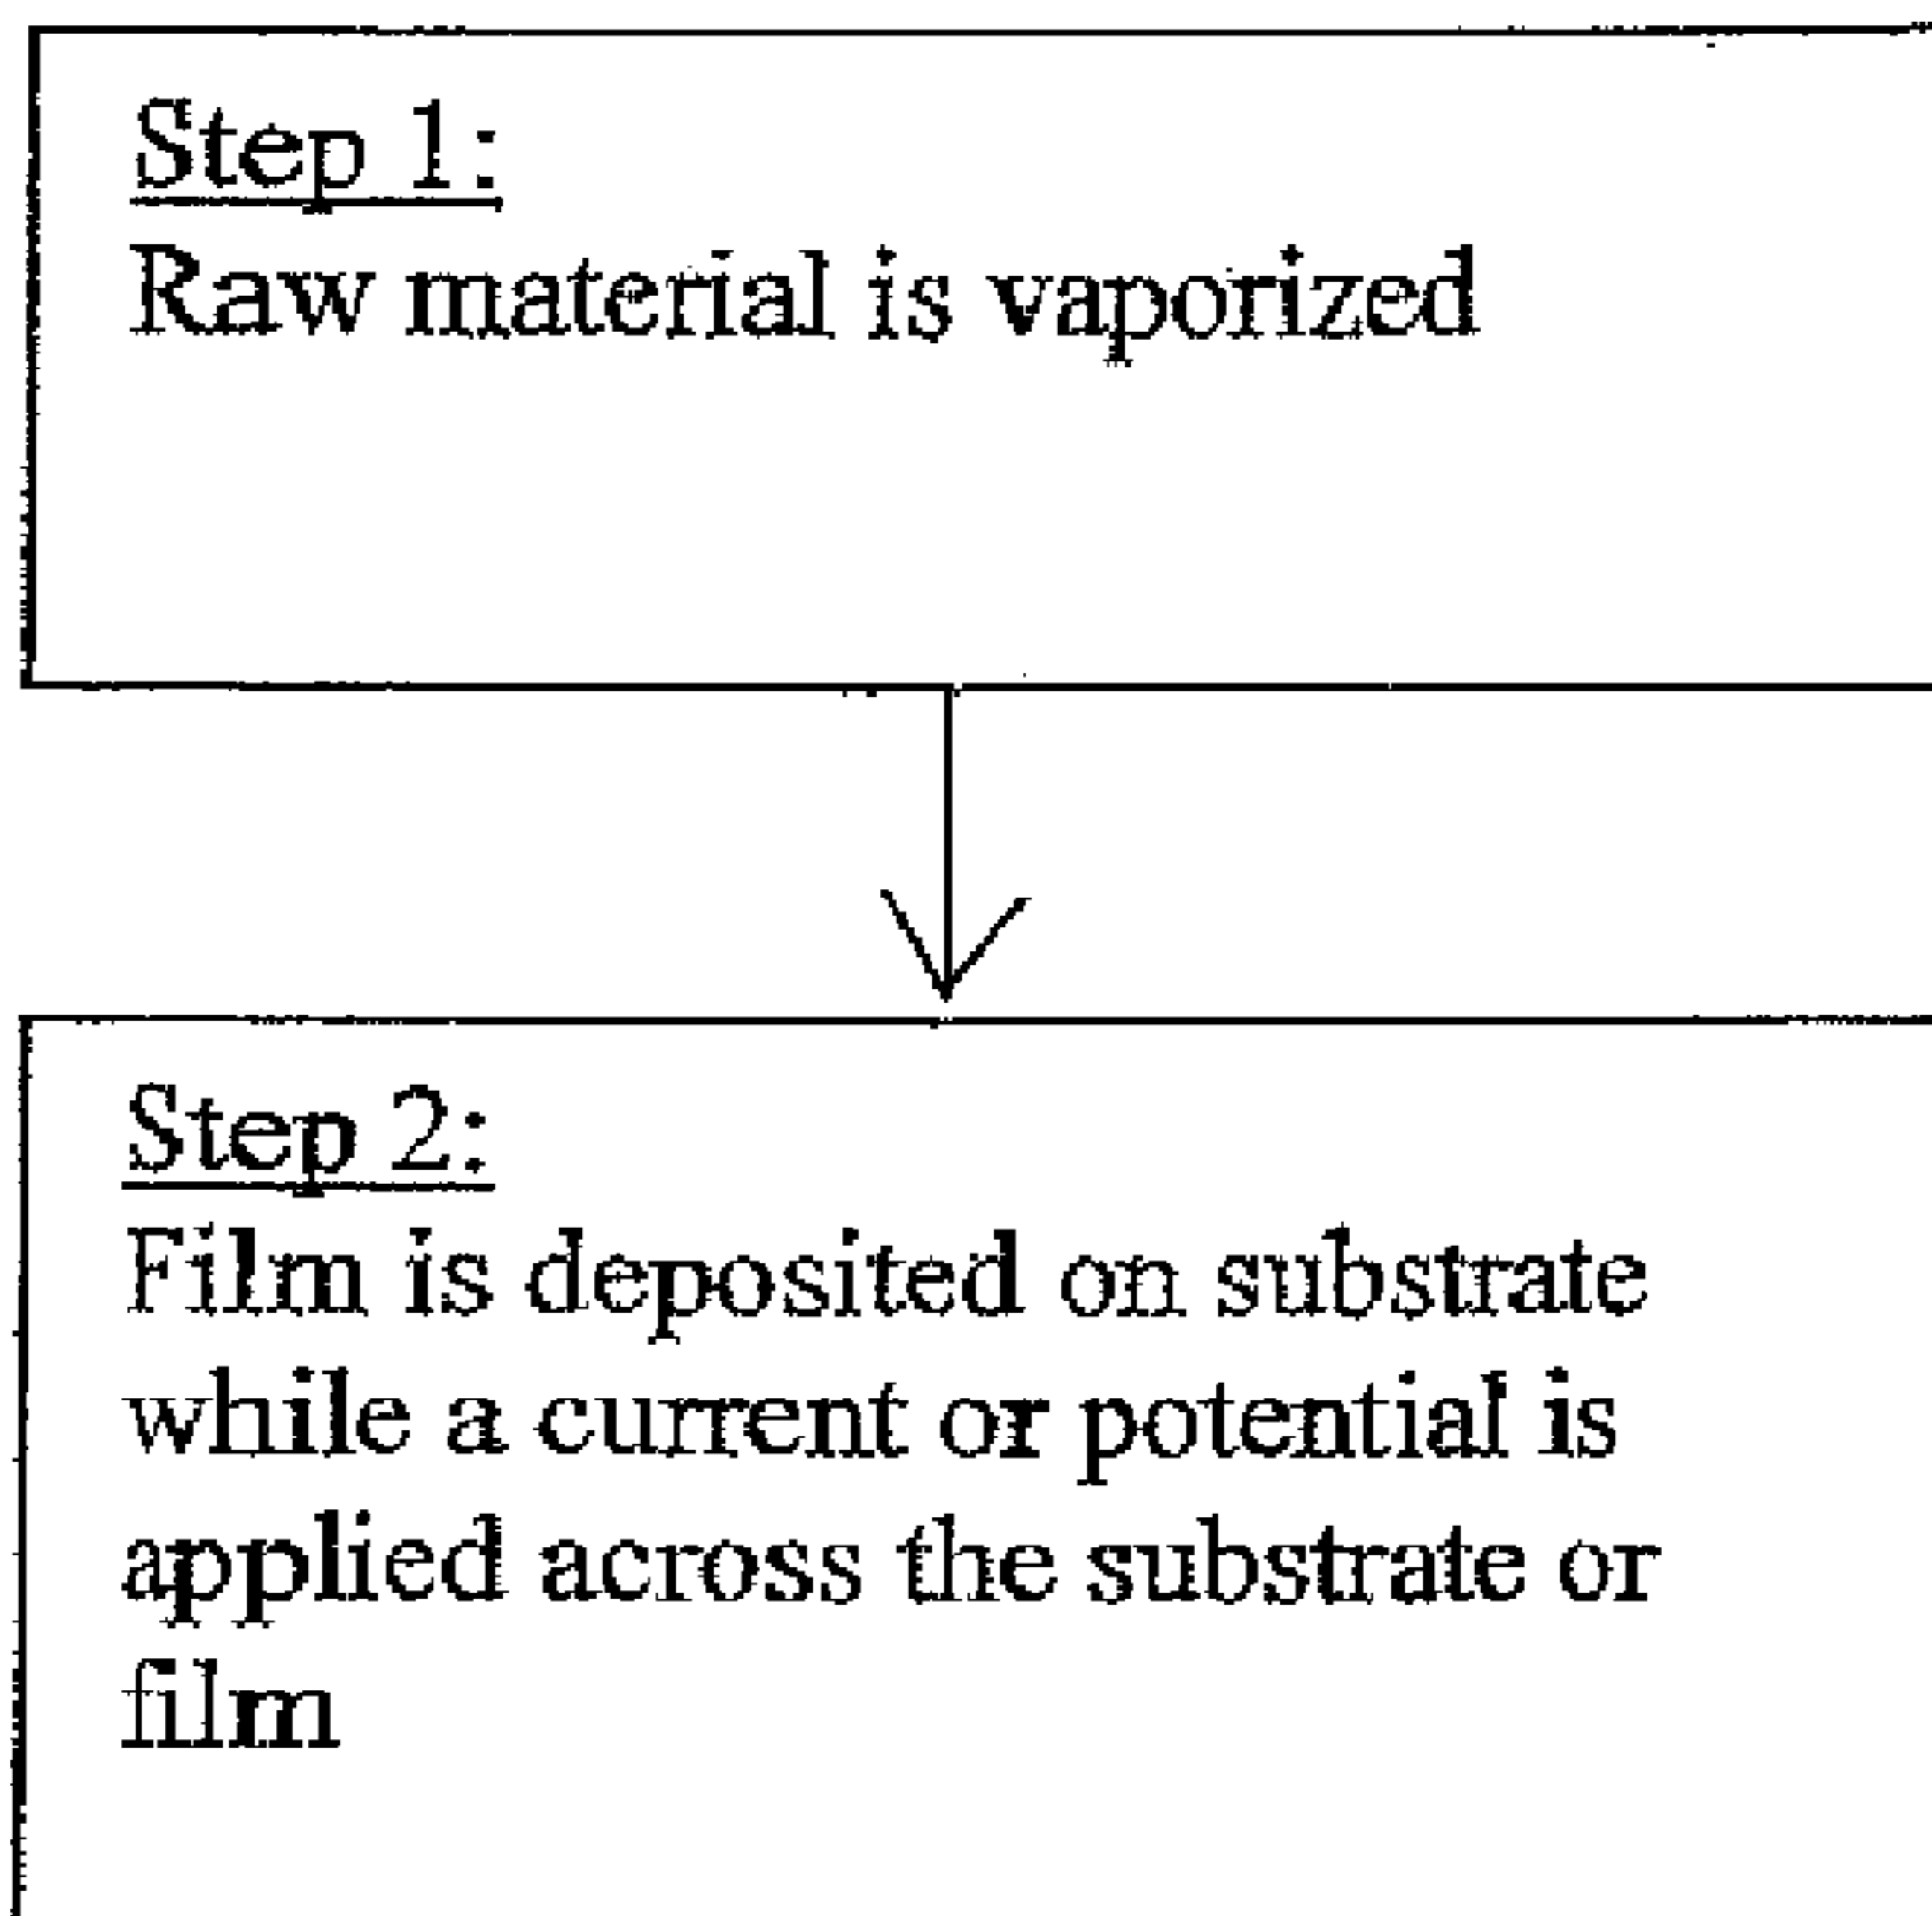 Step 1:
Raw material is vaporized
Step 2:
Film is deposited on substrate
while a current or potential is
applied across the substrate or
film